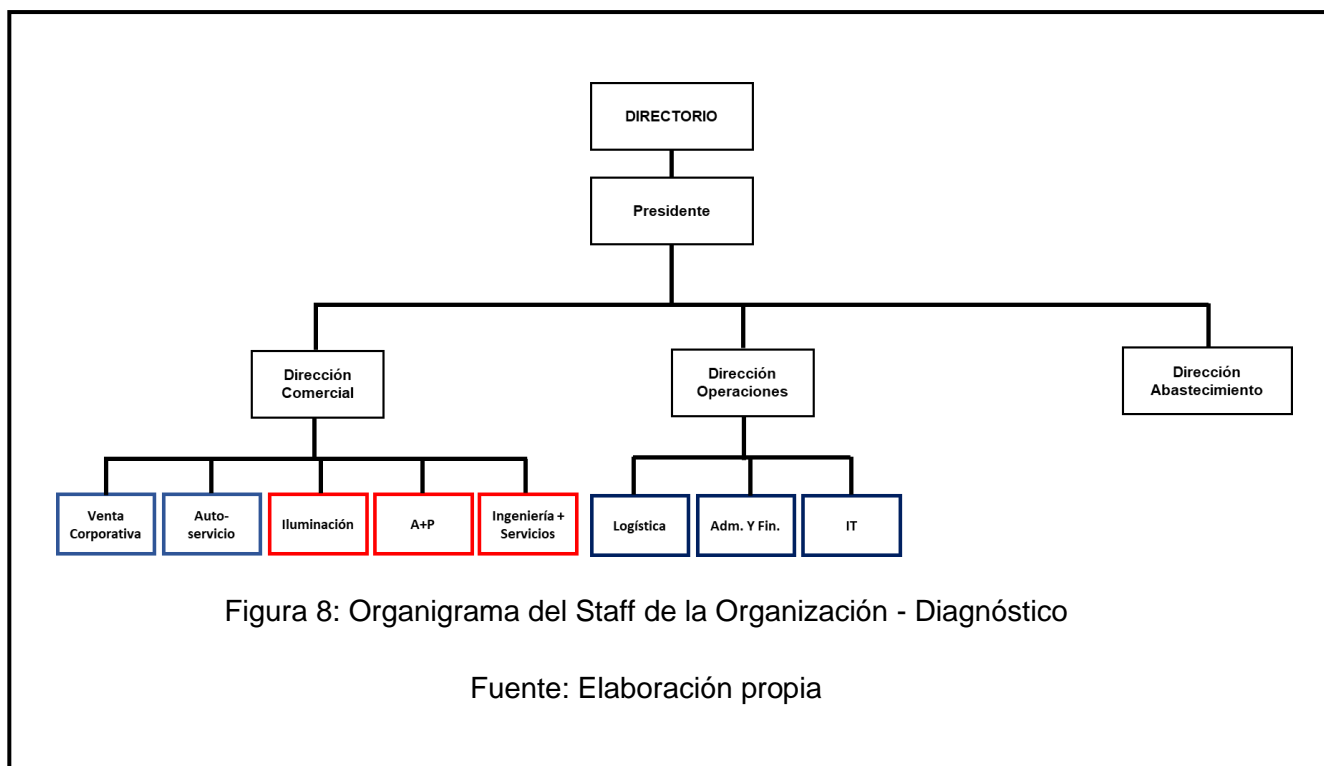 DIRECTORIO
Presidente
Dirección
Comercial
Dirección
Operaciones
Dirección
Abastecimiento
Venta
Corporativa
Auto-
servicio
Iluminación
A+P
Ingeniería +
Servicios
Logística
Adm. Y Fin.
IT
Figura 8: Organigrama del Staff de la Organización - Diagnóstico
Fuente: Elaboración propia